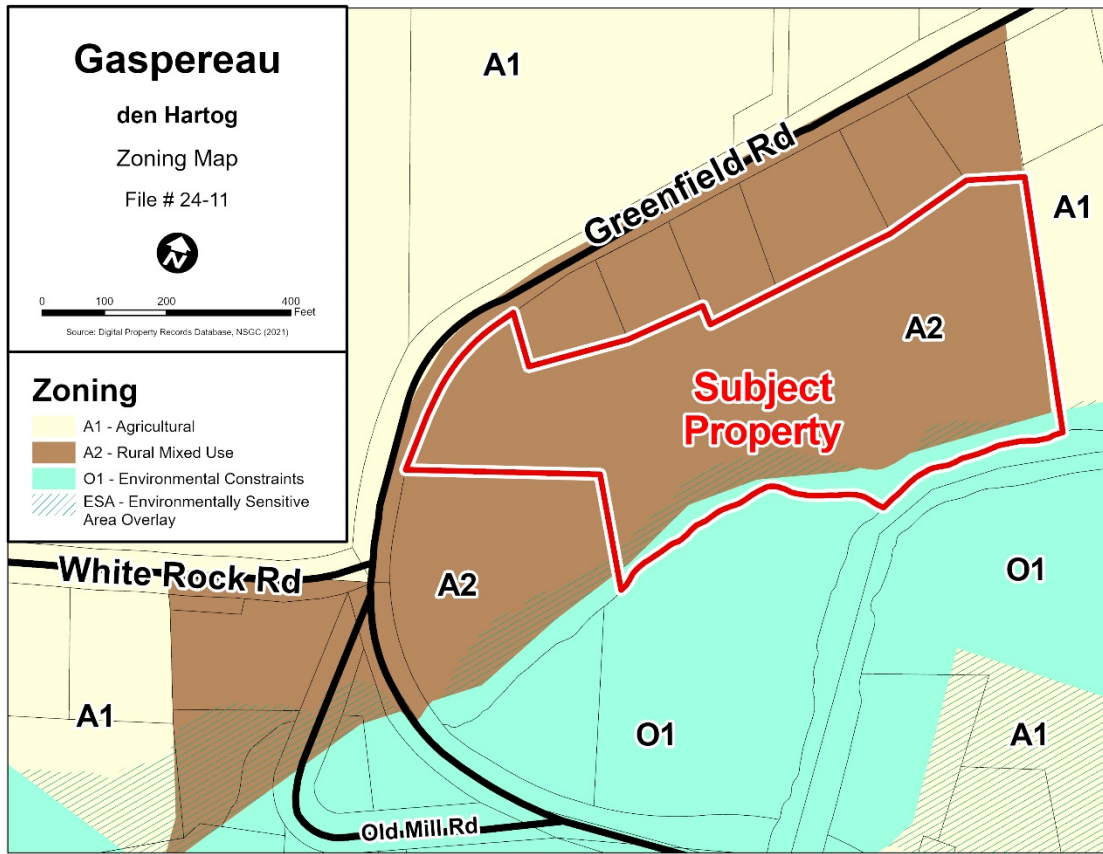 Gaspereau
den Hartog
Zoning Map
File # 24-11
N
0 100 200 400
Feet
Source: Digital Property Records Database, NSGC (2021)
Zoning
A1 - Agricultural
A2 - Rural Mixed Use
O1 - Environmental Constraints
ESA - Environmentally Sensitive
Area Overlay
A1
Greenfield Rd
A1
A2
Subject
Property
White Rock Rd
A2
O1
A1
O1
A1
Old Mill Rd